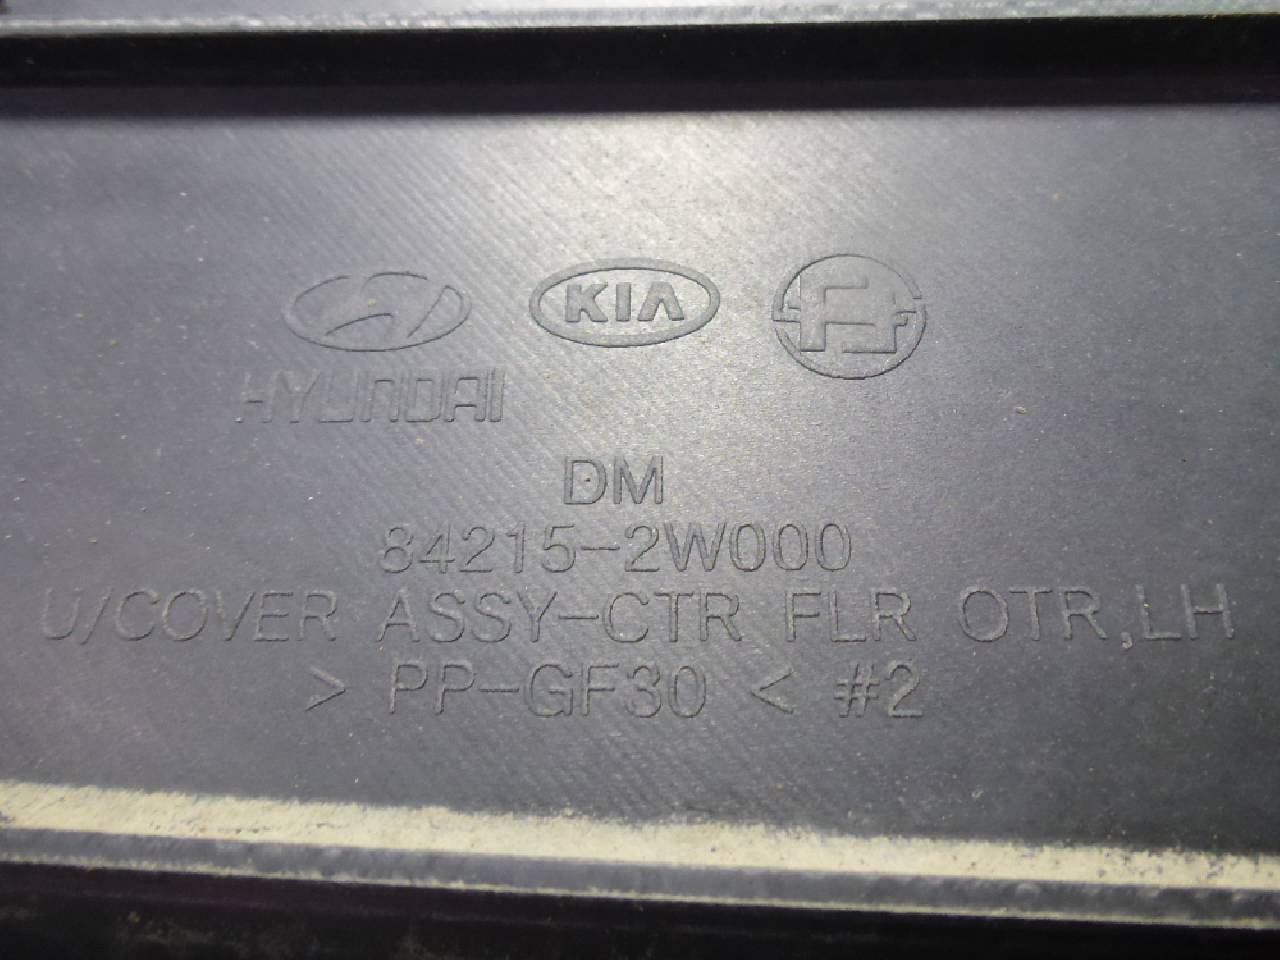 KIA
HYUNDAI
DM
84215-2W000
U/COVER ASSY-CTR FLR OTR,LH
> PP-GF30 < #2